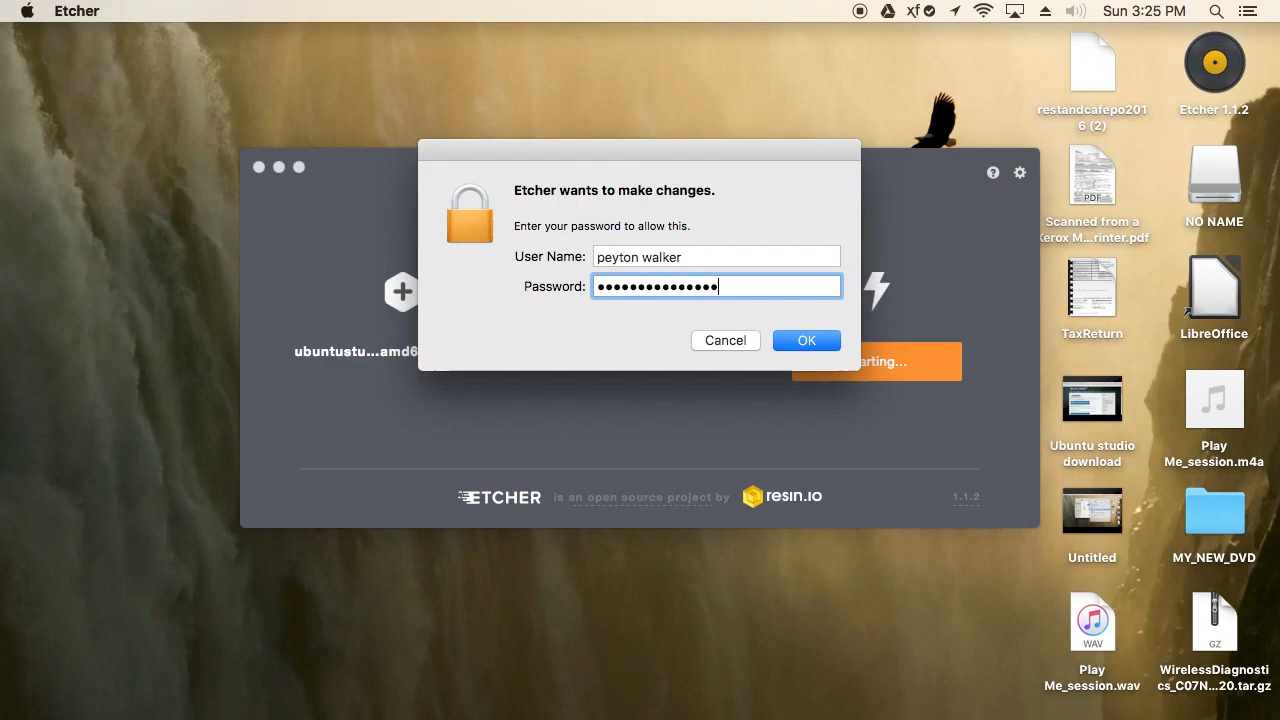 Etcher
xf
Sun 3:25 PM
restandcafepo201
6 (2)
Etcher 1.1.2
PDF
Scanned from a
Xerox M...rinter.pdf
NO NAME
TaxReturn
LibreOffice
Ubuntu studio
download
Play
Me_session.m4a
Untitled
MY_NEW_DVD
WAV
Play
Me_session.wav
GZ
WirelessDiagnosti
cs_C07N...20.tar.gz
Etcher wants to make changes.
Enter your password to allow this.
User Name: peyton walker
Password: ●●●●●●●●●●●●●●●
Cancel
OK
ubuntustu...amd6
arting...
ETCHER is an open source project by resin.io
1.1.2